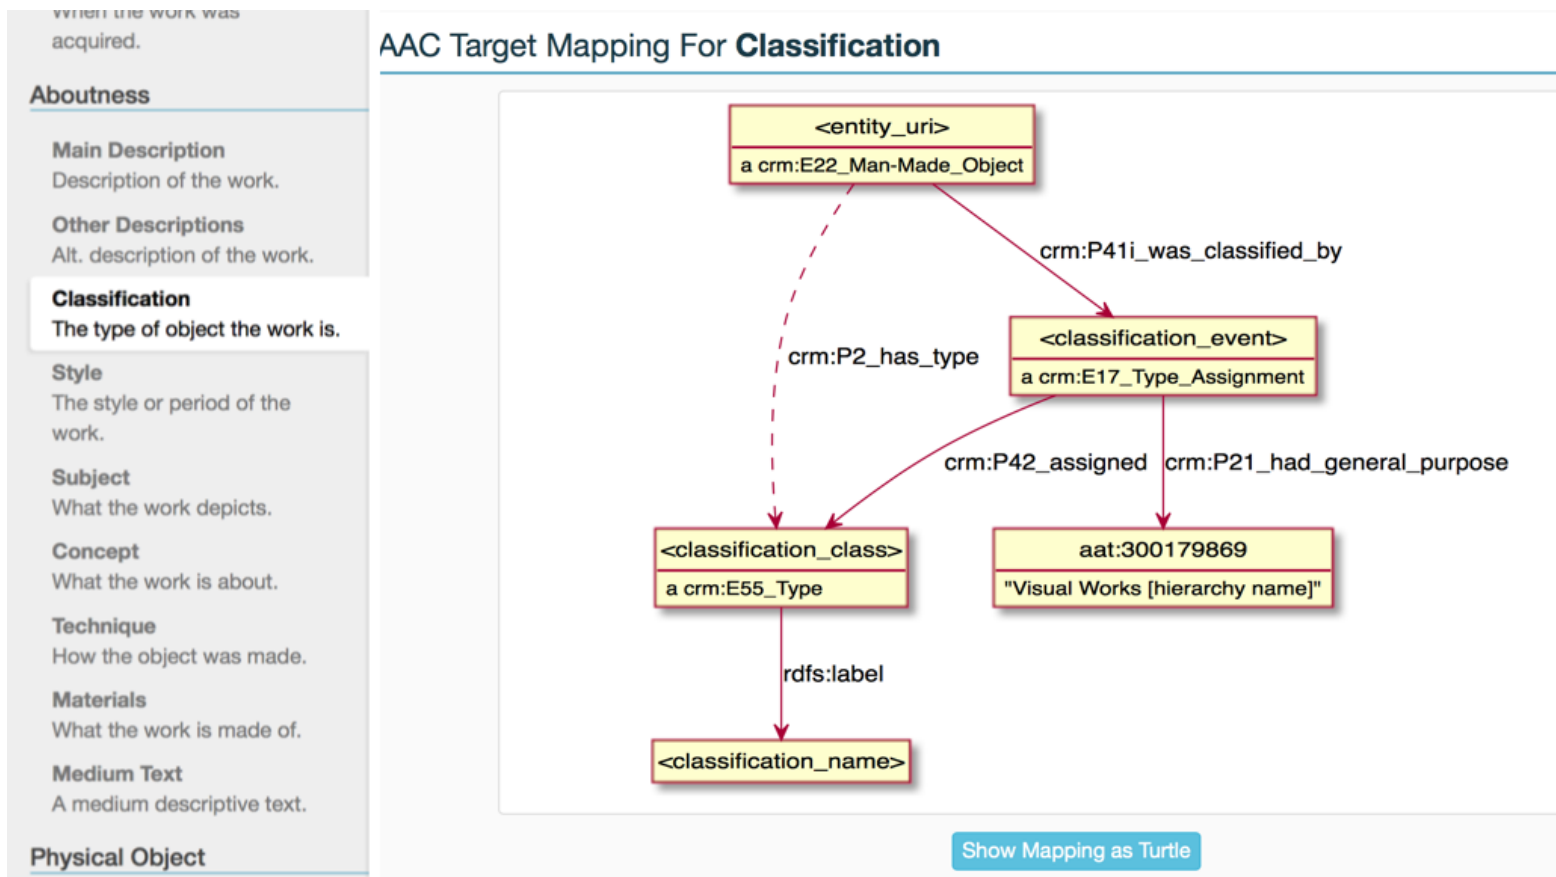 When the work was
acquired.
Aboutness
Main Description
Description of the work.
Other Descriptions
Alt. description of the work.
Classification
The type of object the work is.
Style
The style or period of the
work.
Subject
What the work depicts.
Concept
What the work is about.
Technique
How the object was made.
Materials
What the work is made of.
Medium Text
A medium descriptive text.
Physical Object
AAC Target Mapping For Classification
<entity_uri>
a crm:E22_Man-Made_Object
crm:P41i_was_classified_by
<classification_event>
a crm:E17_Type_Assignment
crm:P2_has_type
crm:P42_assigned
crm:P21_had_general_purpose
<classification_class>
a crm:E55_Type
aat:300179869
"Visual Works [hierarchy name]"
rdfs:label
<classification_name>
Show Mapping as Turtle